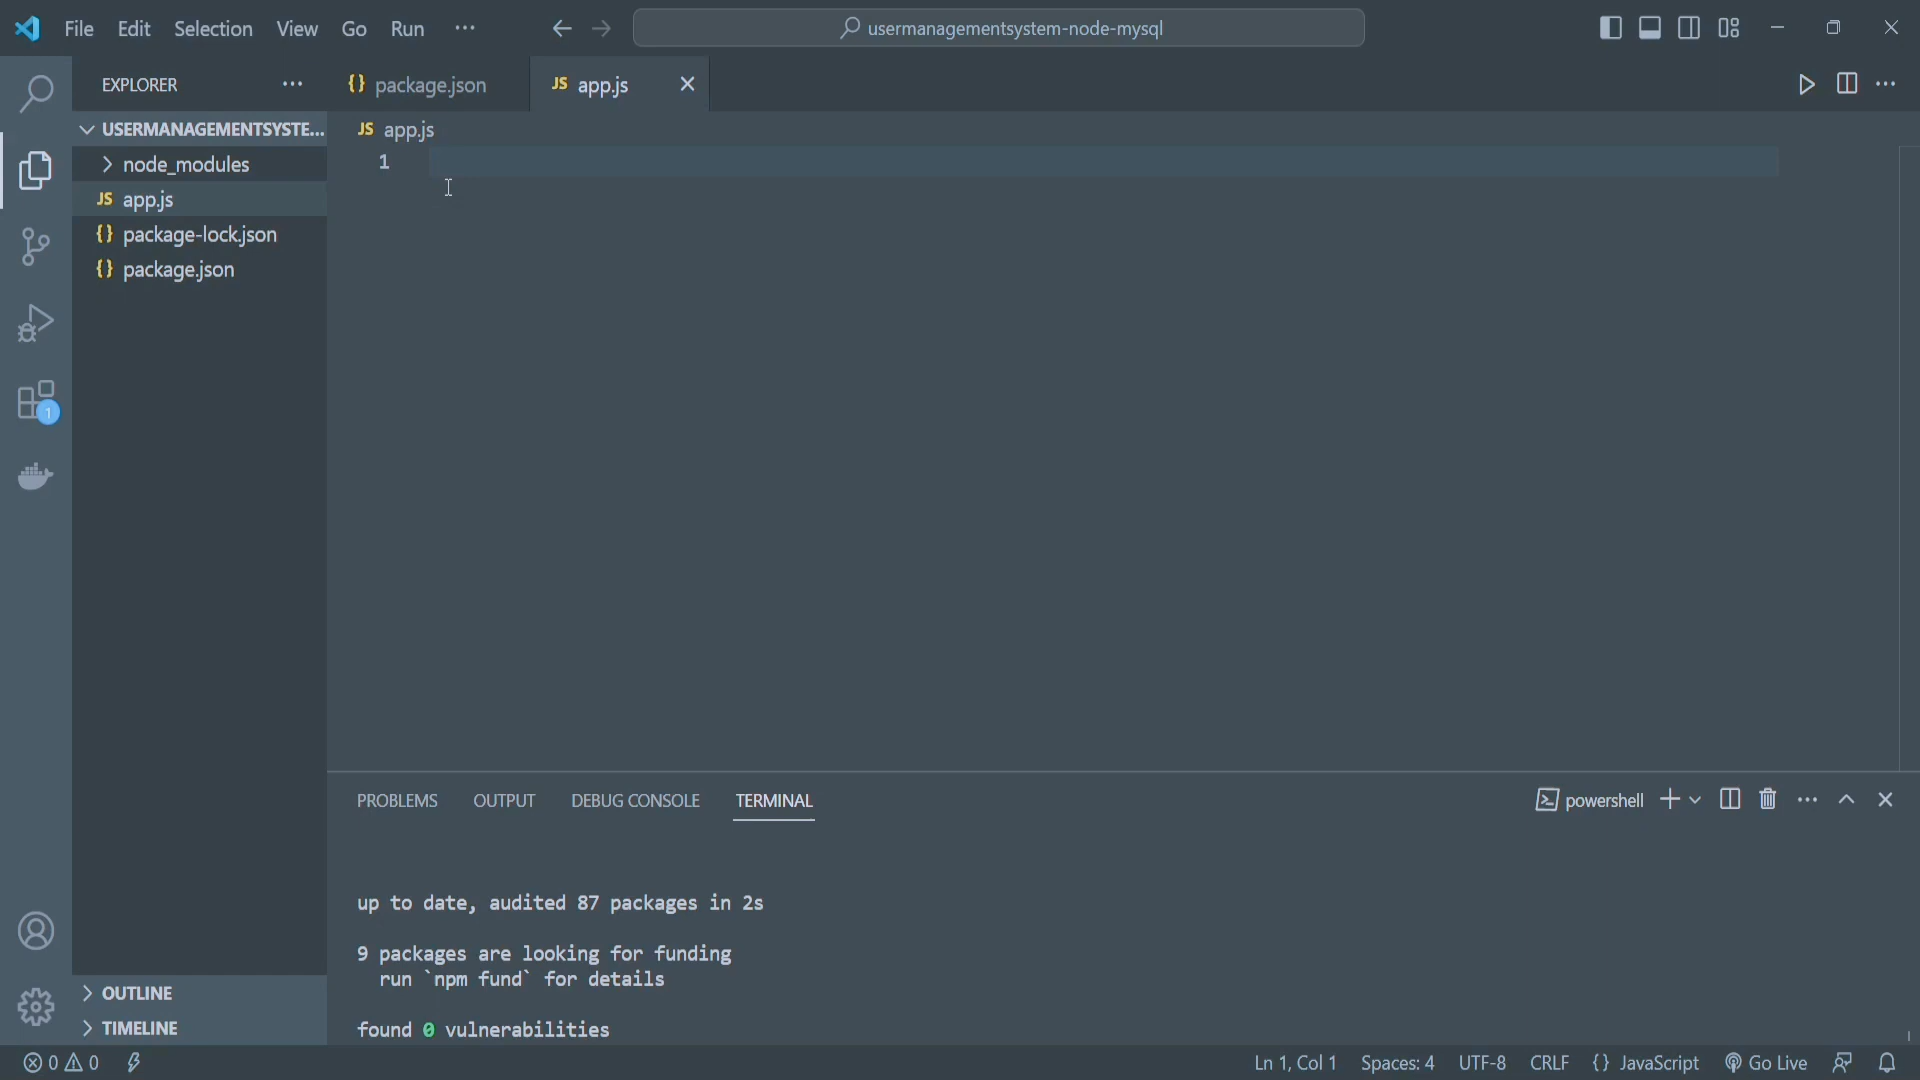 File Edit Selection View Go Run ···
usermanagementsystem-node-mysql
EXPLORER
{} package.json
JS app.js
USERMANAGEMENTSYSTE...
JS app.js
node_modules
1
JS app.js
{} package-lock.json
{} package.json
1
PROBLEMS OUTPUT DEBUG CONSOLE TERMINAL
powershell
up to date, audited 87 packages in 2s
9 packages are looking for funding
run `npm fund` for details
found 0 vulnerabilities
OUTLINE
TIMELINE
0 0
Ln 1, Col 1 Spaces: 4 UTF-8 CRLF {} JavaScript Go Live